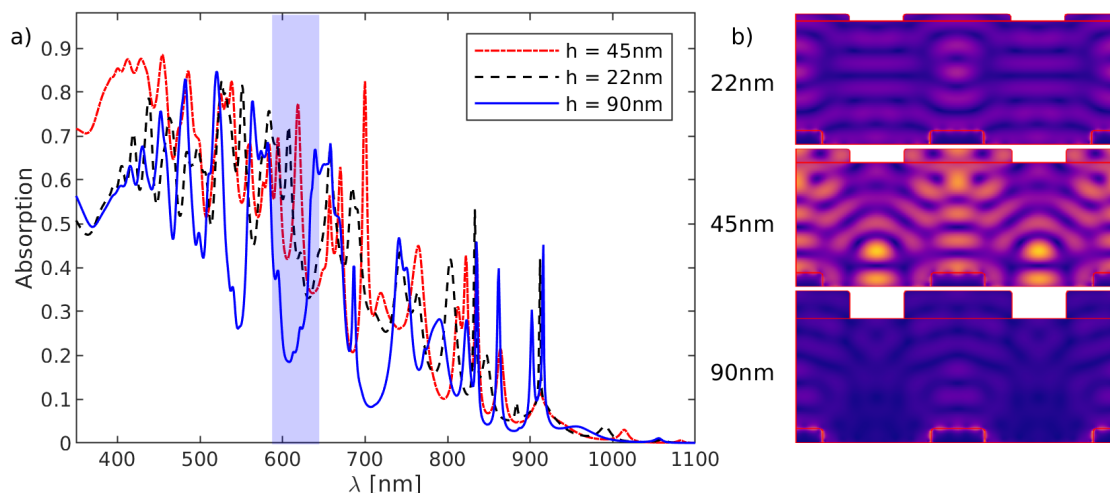 a)
0.9
0.8
0.7
0.6
0.5
0.4
0.3
0.2
0.1
0
Absorption
400 500 600 700 800 900 1000 1100
λ [nm]
h = 45nm
h = 22nm
h = 90nm
b)
22nm
45nm
90nm